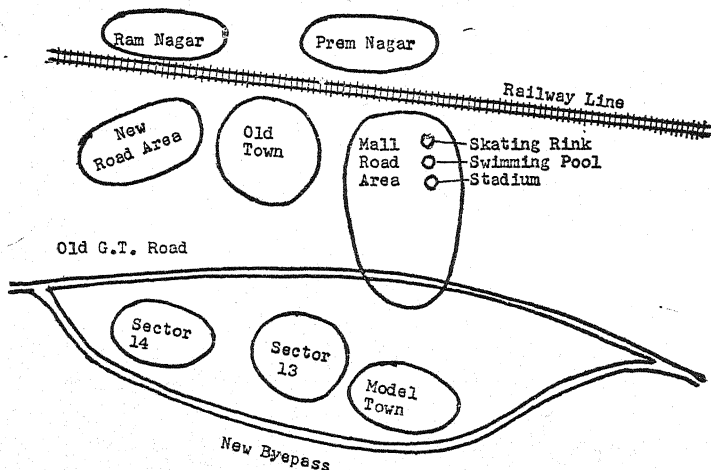 Ram Nagar
Prem Nagar
Railway Line
New
Road Area
Old
Town
Mall
Road
Area
Skating Rink
Swimming Pool
Stadium
Old G.T. Road
Sector
14
Sector
13
Model
Town
New Byepass